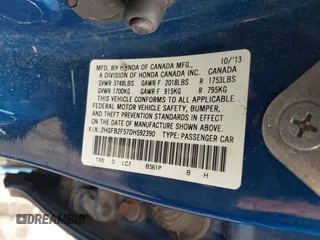 MFD. BY HONDA OF CANADA MFG., 10/'13
A DIVISION OF HONDA CANADA INC. CANADA
GVWR 3748LBS GAWR F 2018LBS R 1753LBS
GVWR 1700KG GAWR F 915KG R 795KG
THIS VEHICLE CONFORMS TO ALL APPLICABLE
FEDERAL MOTOR VEHICLE SAFETY, BUMPER,
AND THEFT PREVENTION STANDARDS IN EFFECT ON
THE DATE OF MANUFACTURE SHOWN ABOVE.
V.I.N.: 2HGFB2F57DH592390 TYPE: PASSENGER CAR
TR6 D LC7 B561P B H
DREAMBID